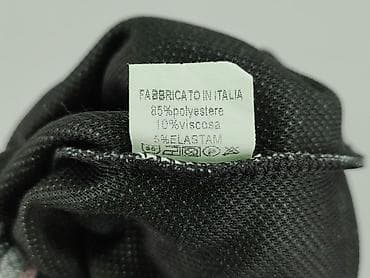 FABBRICATO IN ITALIA
85%polyestere
10%viscosa
5%ELASTAM